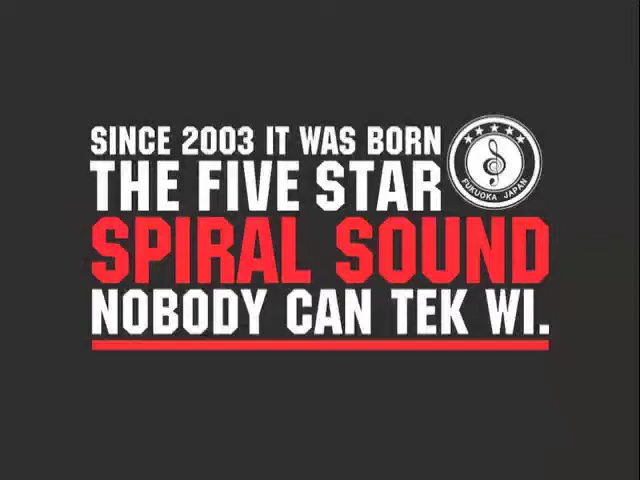 SINCE 2003 IT WAS BORN
THE FIVE STAR
SPIRAL SOUND
NOBODY CAN TEK WI.
FUKUOKA JAPAN